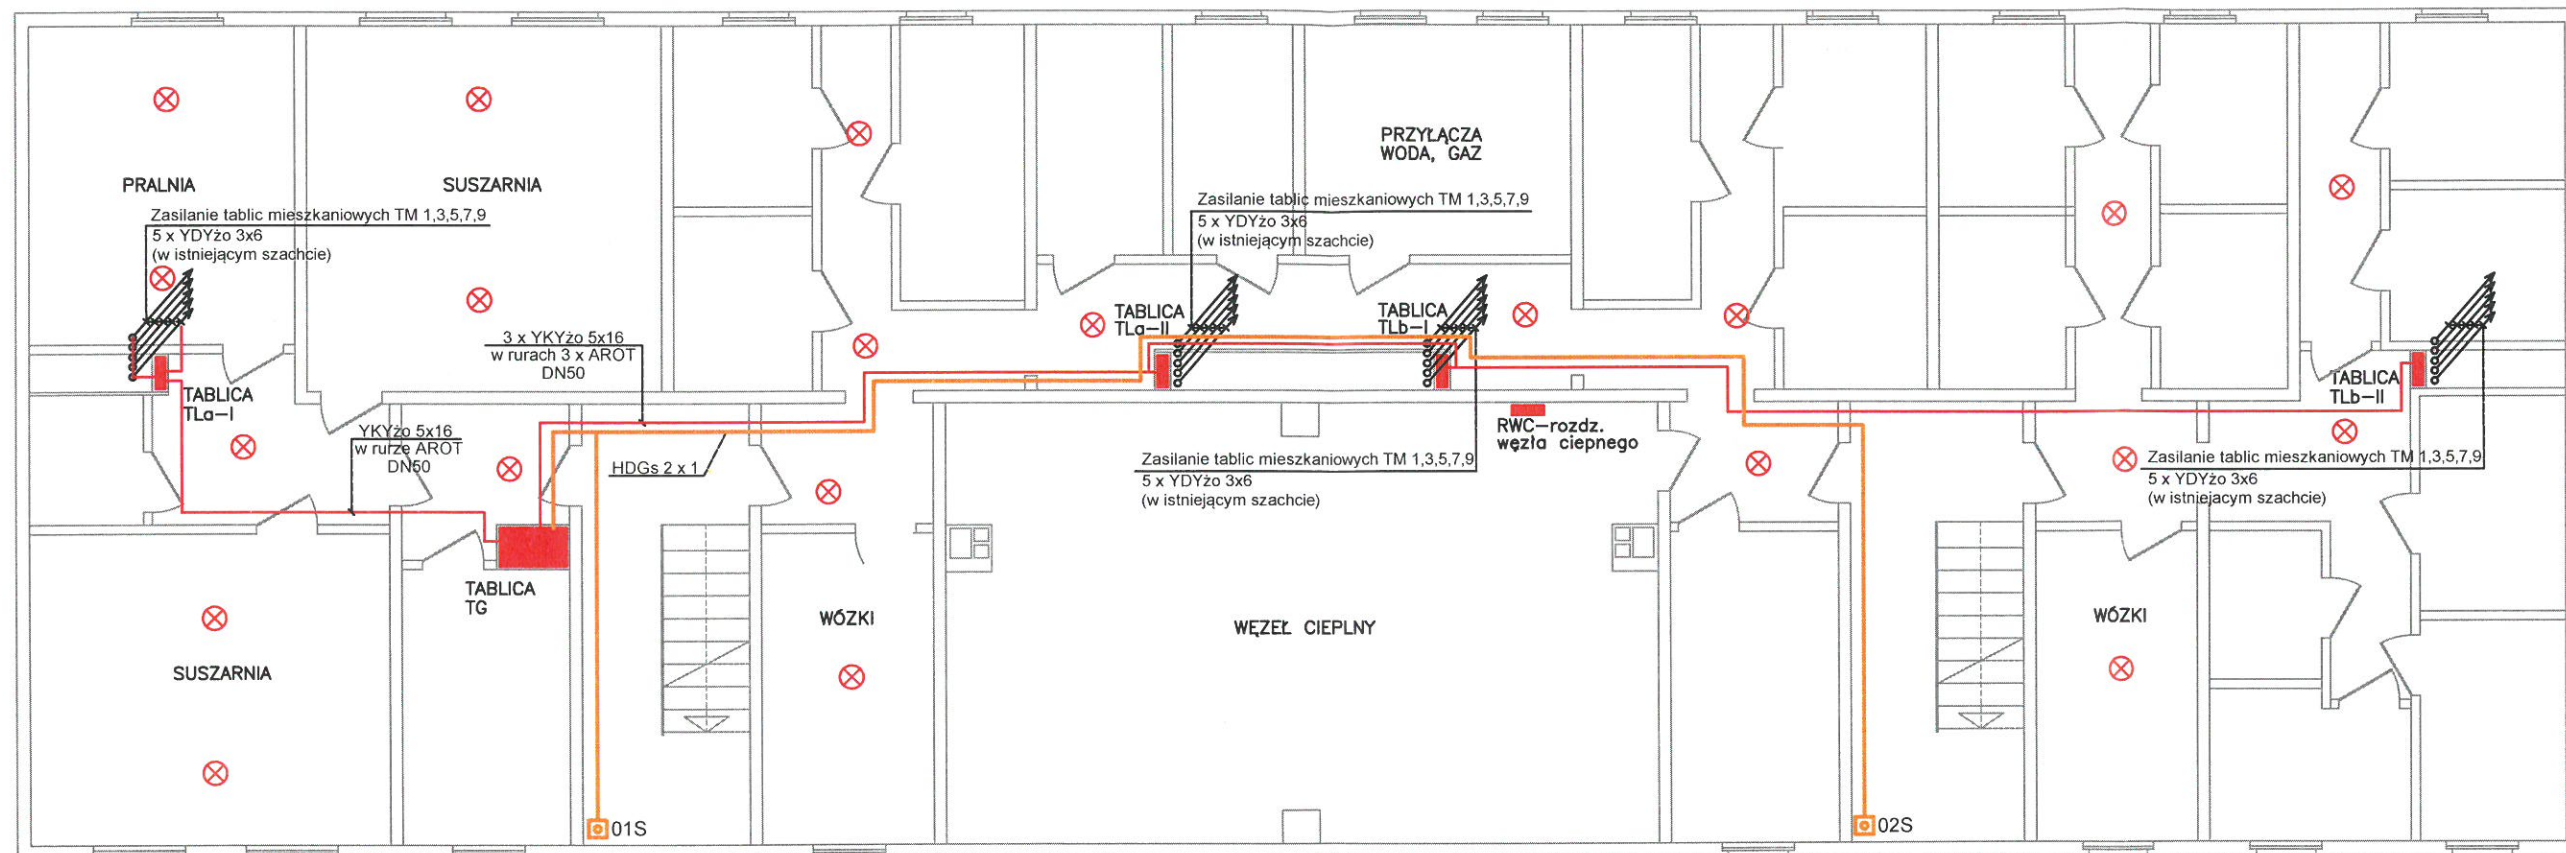 PRALNIA
SUSZARNIA
PRZYŁĄCZA
WODA, GAZ
Zasilanie tablic mieszkaniowych TM 1,3,5,7,9
5 x YDYżo 3x6
(w istniejącym szachcie)
Zasilanie tablic mieszkaniowych TM 1,3,5,7,9
5 x YDYżo 3x6
(w istniejącym szachcie)
TABLICA
TLa-II
TABLICA
TLb-I
3 x YKYżo 5x16
w rurach 3 x AROT
DN50
TABLICA
TLa-I
TABLICA
TLb-II
YKYżo 5x16
w rurze AROT
DN50
HDGs 2 x 1
RWC-rozdz.
węzła ciepnego
Zasilanie tablic mieszkaniowych TM 1,3,5,7,9
5 x YDYżo 3x6
(w istniejącym szachcie)
Zasilanie tablic mieszkaniowych TM 1,3,5,7,9
5 x YDYżo 3x6
(w istniejacym szachcie)
TABLICA
TG
WÓZKI
WĘZEŁ CIEPLNY
WÓZKI
SUSZARNIA
01S
02S